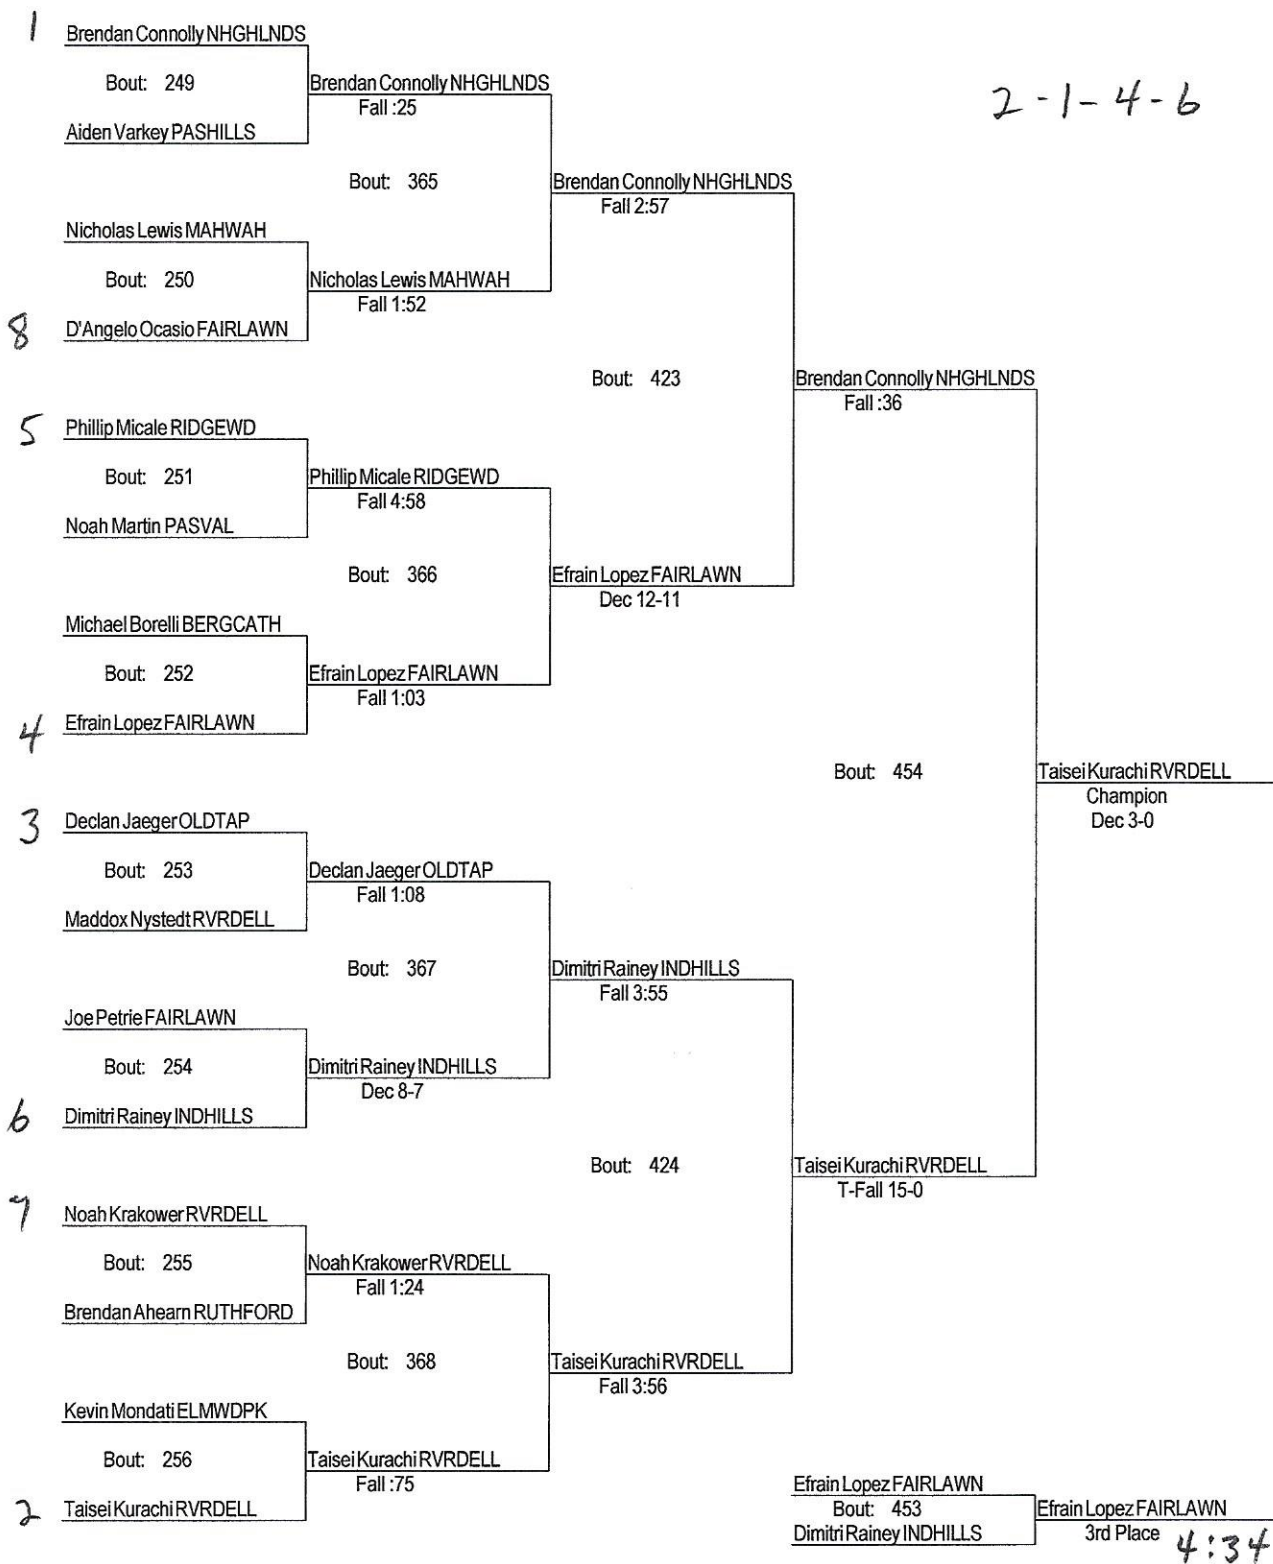 1 Brendan Connolly NHGHLNDS
Bout: 249
Brendan Connolly NHGHLNDS
Fall :25
2-1-4-6
Aiden Varkey PASHILLS
Bout: 365
Brendan Connolly NHGHLNDS
Fall 2:57
Nicholas Lewis MAHWAH
Bout: 250
Nicholas Lewis MAHWAH
Fall 1:52
8 D'Angelo Ocasio FAIRLAWN
Bout: 423
Brendan Connolly NHGHLNDS
Fall :36
5 Phillip Micale RIDGEWD
Bout: 251
Phillip Micale RIDGEWD
Fall 4:58
Noah Martin PASVAL
Bout: 366
Efrain Lopez FAIRLAWN
Dec 12-11
Michael Borelli BERGCATH
Bout: 252
Efrain Lopez FAIRLAWN
Fall 1:03
4 Efrain Lopez FAIRLAWN
Bout: 454
Taisei Kurachi RVRDELL
Champion
Dec 3-0
3 Declan Jaeger OLDTAP
Bout: 253
Declan Jaeger OLDTAP
Fall 1:08
Maddox Nystedt RVRDELL
Bout: 367
Dimitri Rainey INDHILLS
Fall 3:55
Joe Petrie FAIRLAWN
Bout: 254
Dimitri Rainey INDHILLS
Dec 8-7
6 Dimitri Rainey INDHILLS
Bout: 424
Taisei Kurachi RVRDELL
T-Fall 15-0
7 Noah Krakower RVRDELL
Bout: 255
Noah Krakower RVRDELL
Fall 1:24
Brendan Ahearn RUTHFORD
Bout: 368
Taisei Kurachi RVRDELL
Fall 3:56
Kevin Mondati ELMWDPK
Bout: 256
Taisei Kurachi RVRDELL
Fall :75
2 Taisei Kurachi RVRDELL
Efrain Lopez FAIRLAWN
Bout: 453
Dimitri Rainey INDHILLS
Efrain Lopez FAIRLAWN
3rd Place 4:34